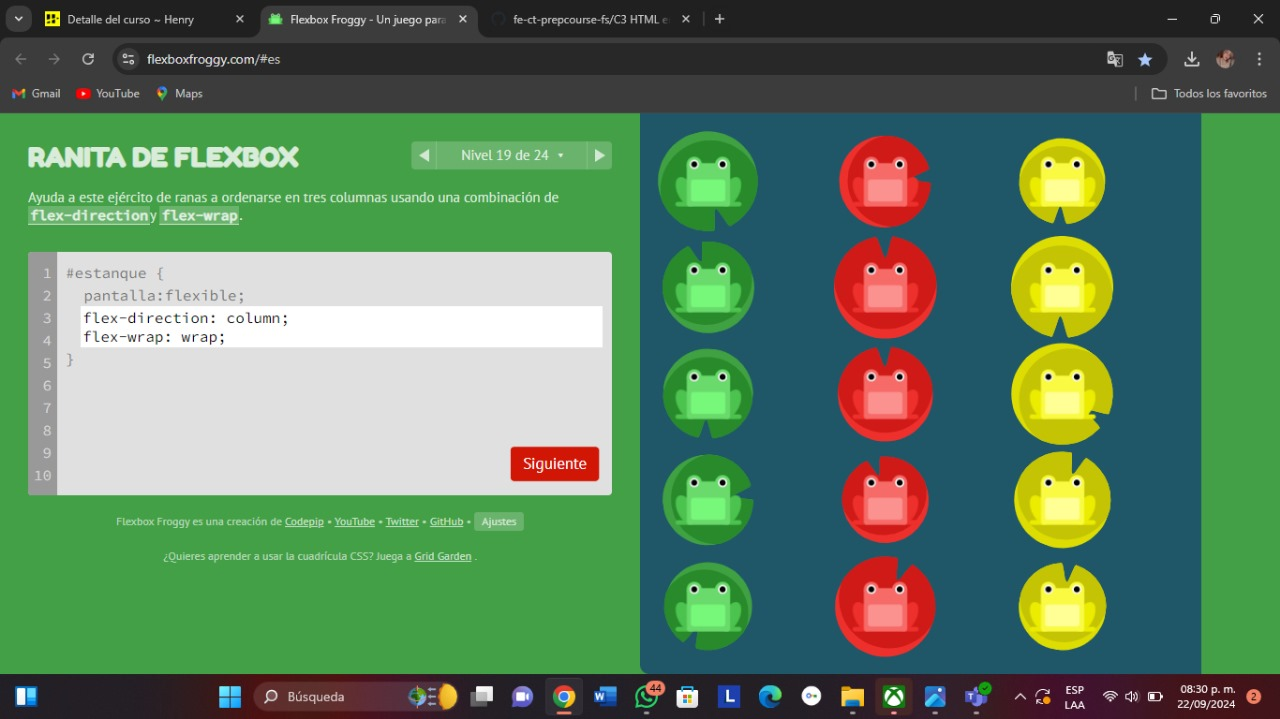 Detalle del curso ~ Henry
Flexbox Froggy - Un juego para
fe-ct-prepcourse-fs/C3 HTML e
flexboxfroggy.com/#es
Gmail
YouTube
Maps
Todos los favoritos
RANITA DE FLEXBOX
Nivel 19 de 24
Ayuda a este ejército de ranas a ordenarse en tres columnas usando una combinación de
flex-direction y flex-wrap.
1 #estanque {
2 pantalla:flexible;
3 flex-direction: column;
4 flex-wrap: wrap;
5 }
6
7
8
9
10
Siguiente
Flexbox Froggy es una creación de Codepip • YouTube • Twitter • GitHub • Ajustes
¿Quieres aprender a usar la cuadrícula CSS? Juega a Grid Garden .
Búsqueda
W
44
L
ESP
LAA
08:30 p. m.
22/09/2024
2